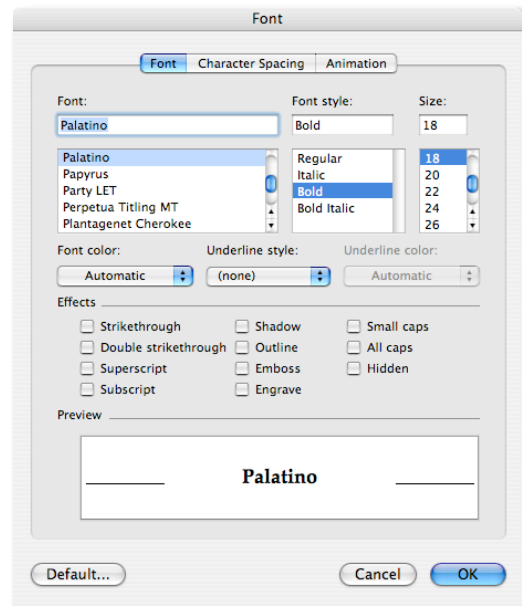 Font
Font Character Spacing Animation
Font: Font style: Size:
Palatino Bold 18
Palatino Regular 18
Papyrus Italic 20
Party LET Bold 22
Perpetua Titling MT Bold Italic 24
Plantagenet Cherokee 26
Font color: Underline style: Underline color:
Automatic (none) Automatic
Effects
Strikethrough Shadow Small caps
Double strikethrough Outline All caps
Superscript Emboss Hidden
Subscript Engrave
Preview
Palatino
Default... Cancel OK